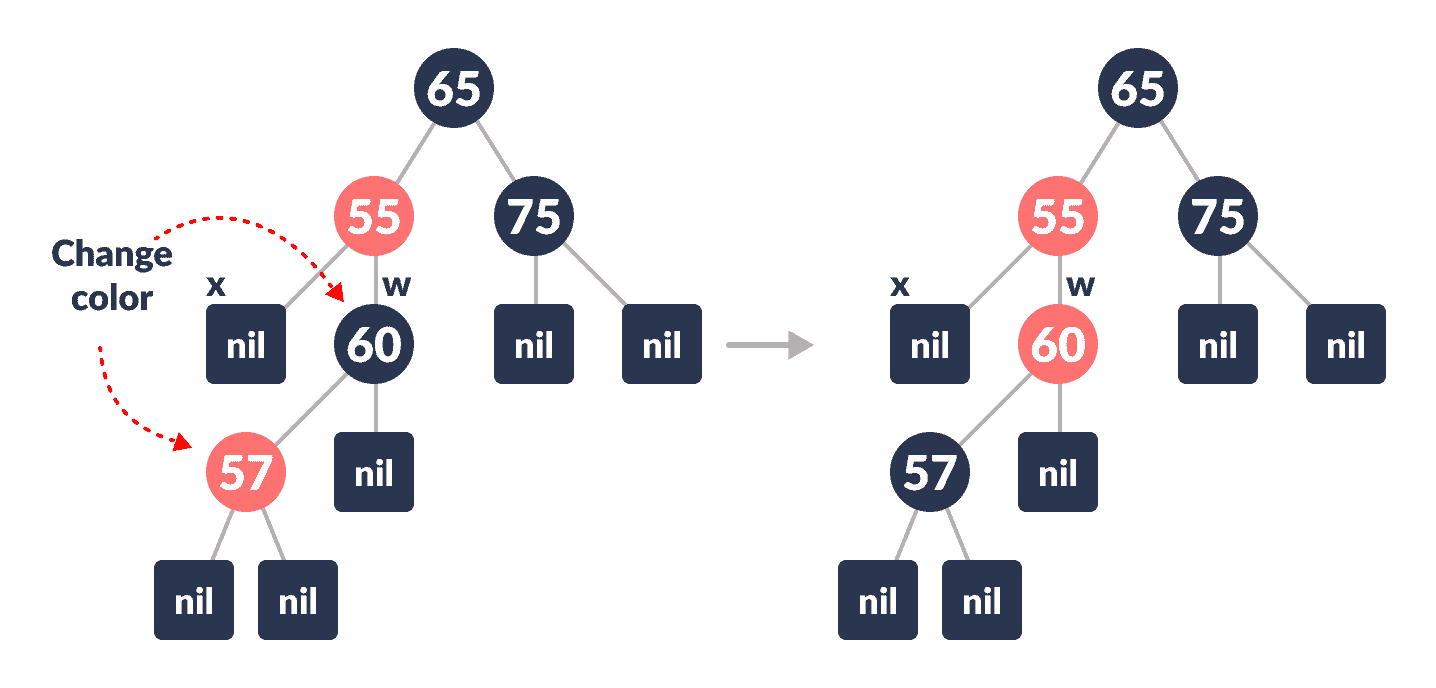 65 65
55 75 55 75
Change
color
x w x w
nil 60 nil nil nil 60 nil nil
57 nil 57 nil
nil nil nil nil